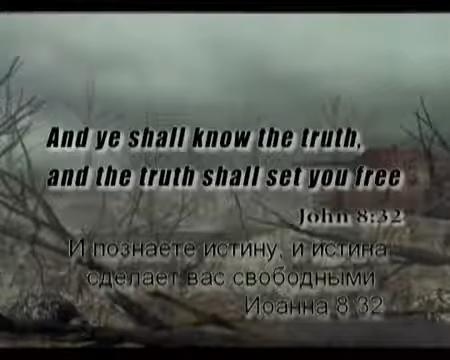 And ye shall know the truth,
and the truth shall set you free
John 8:32
И познаете истину, и истина
сделает вас свободными
Иоанна 8:32